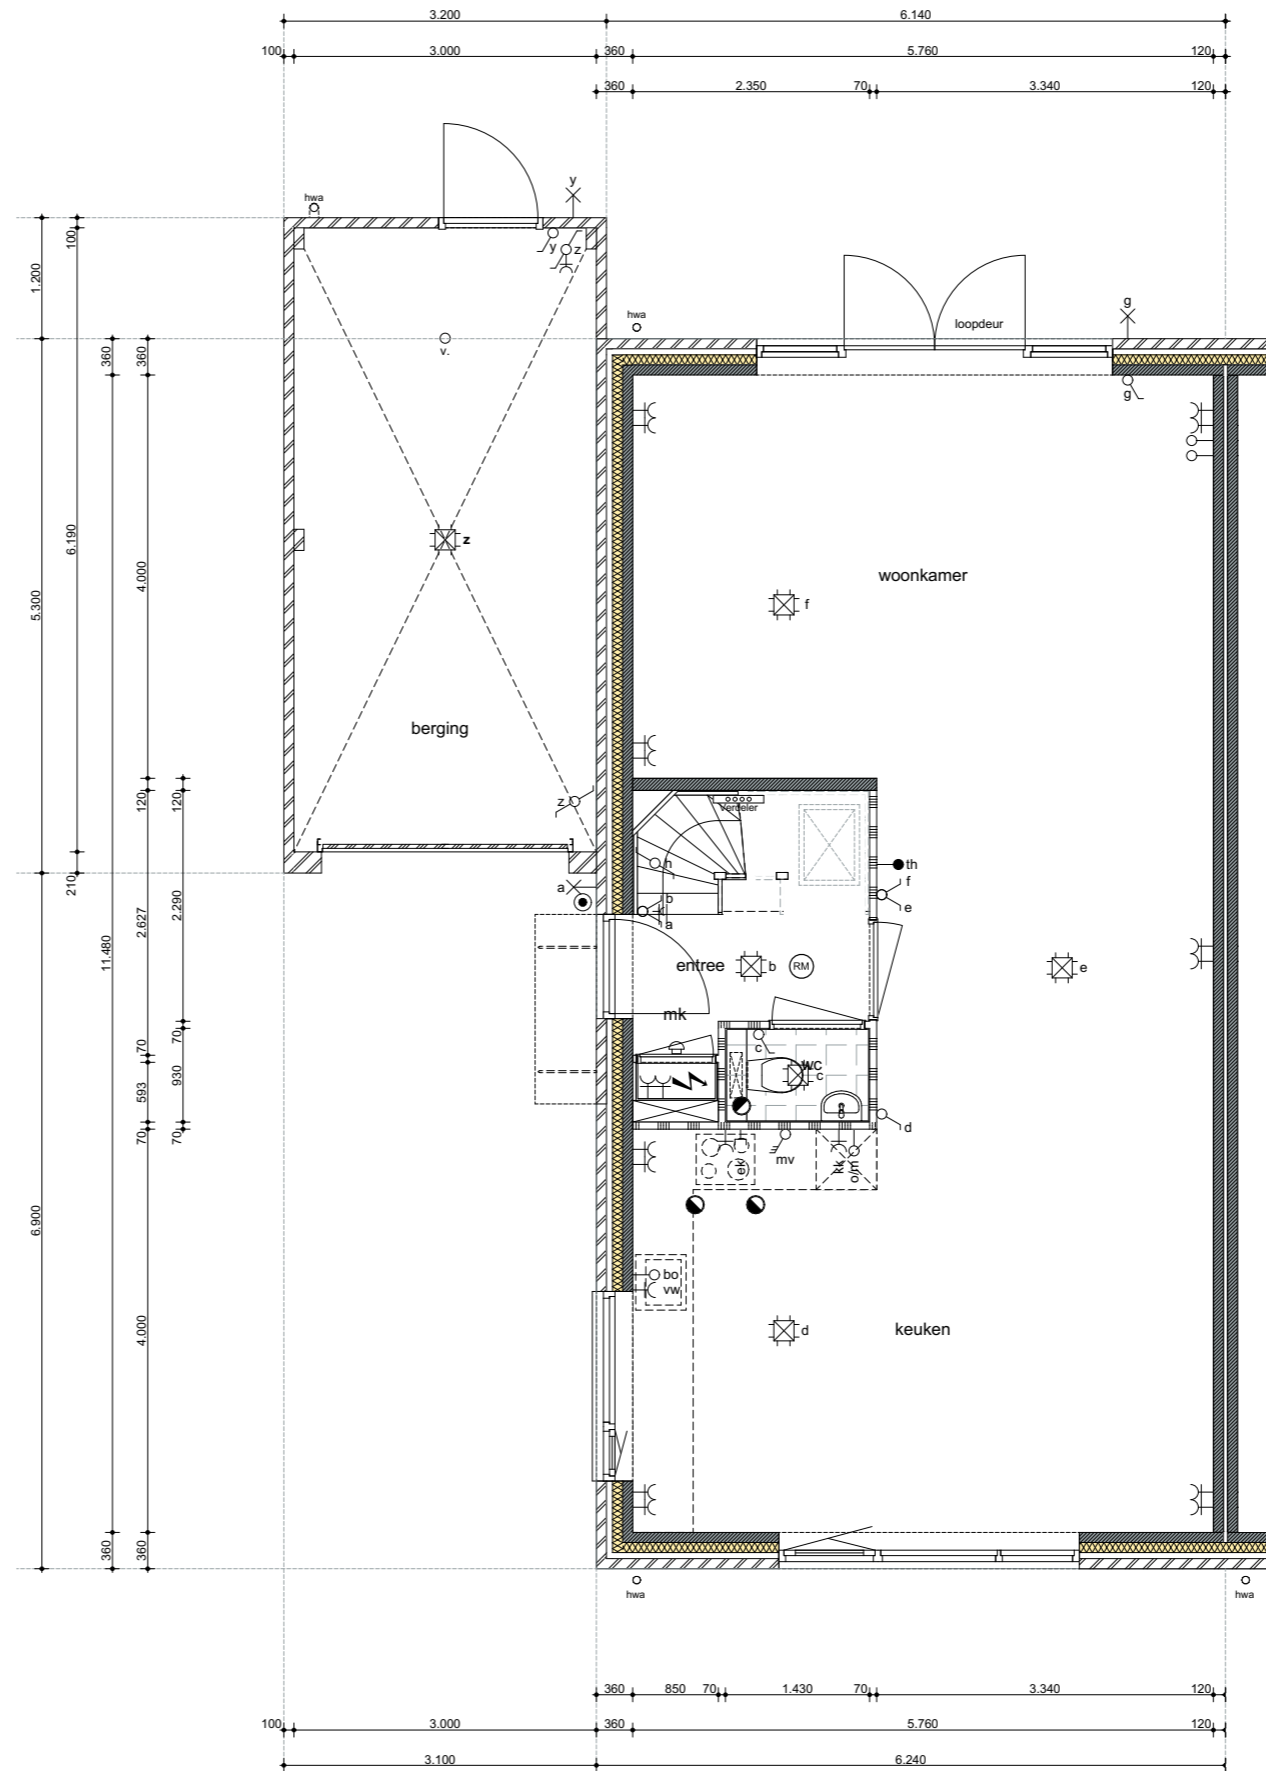 3.200 6.140
100 3.000 360 5.760 120
360 2.350 70 3.340 120
y
hwa
y z
v.
hwa
loopdeur
g
g
100
1.200
360
360
6.190
5.300
4.000
woonkamer
z
f
berging
z
120
120
Verdeler
h
th
210
a
b
f
e
a
2.627
2.290
11.480
entree
b
RM
e
mk
70
70
c
WC
c
593
930
70
70
d
ek
mv
kk
o/m
6.900
bo
vw
4.000
d
keuken
360
360
hwa
hwa
360 850 70 1.430 70 3.340 120
100 3.000 360 5.760 120
3.100 6.240